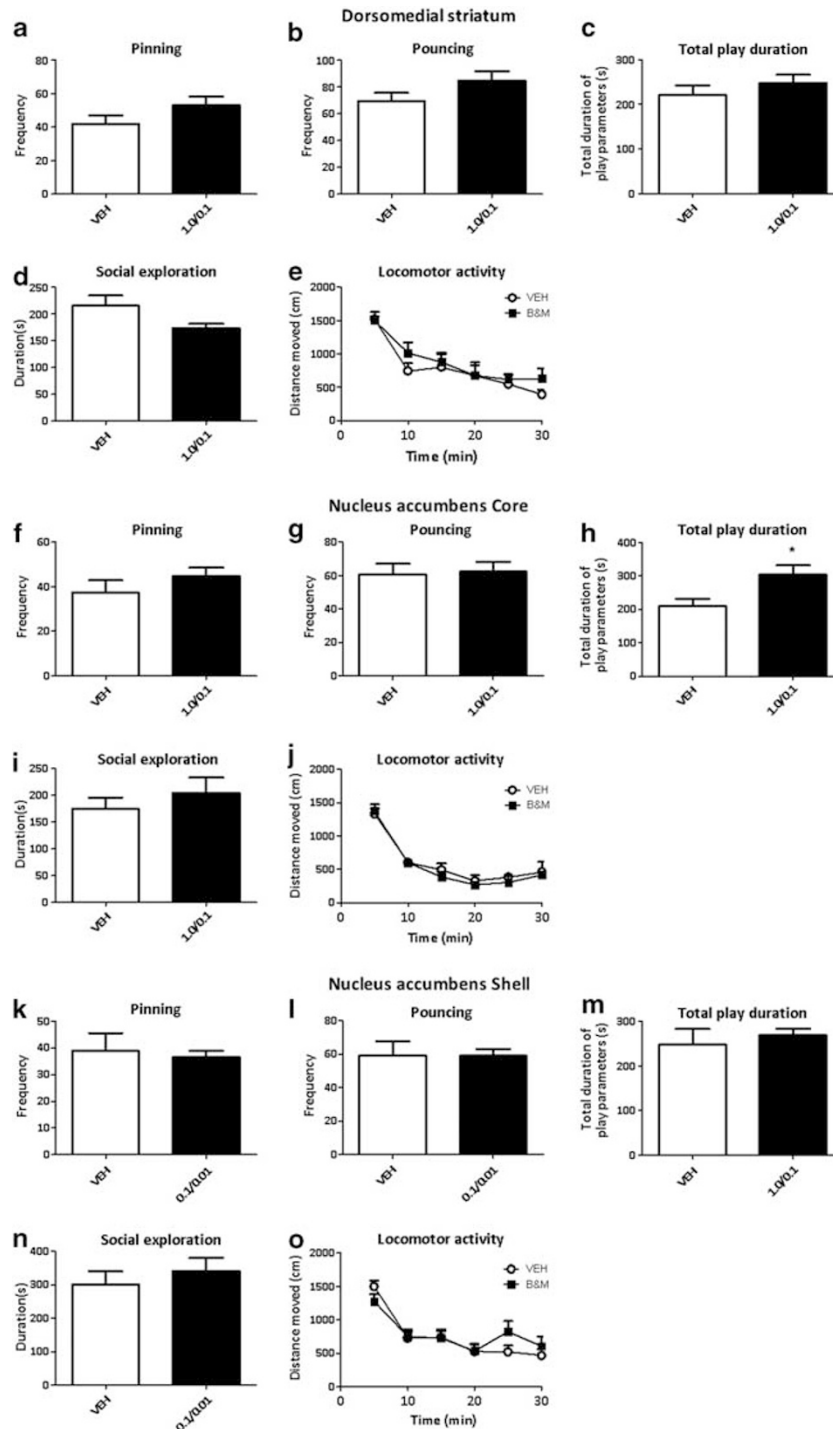 Dorsomedial striatum
a
Pinning
Frequency
80
60
40
20
0
VEH
1.0/0.1
b
Pouncing
Frequency
100
80
60
40
20
0
VEH
1.0/0.1
c
Total play duration
Total duration of
play parameters (s)
300
200
100
0
VEH
1.0/0.1
d
Social exploration
Duration(s)
250
200
150
100
50
0
VEH
1.0/0.1
e
Locomotor activity
VEH
B&M
Distance moved (cm)
2000
1500
1000
500
0
0
10
20
30
Time (min)
Nucleus accumbens Core
f
Pinning
Frequency
60
40
20
0
VEH
1.0/0.1
g
Pouncing
Frequency
80
60
40
20
0
VEH
1.0/0.1
h
Total play duration
*
Total duration of
play parameters (s)
400
300
200
100
0
VEH
1.0/0.1
i
Social exploration
Duration(s)
250
200
150
100
50
0
VEH
1.0/0.1
j
Locomotor activity
VEH
B&M
Distance moved (cm)
2000
1500
1000
500
0
0
10
20
30
Time (min)
Nucleus accumbens Shell
k
Pinning
Frequency
50
40
30
20
10
0
VEH
0.1/0.01
l
Pouncing
Frequency
80
60
40
20
0
VEH
0.1/0.01
m
Total play duration
Total duration of
play parameters (s)
300
200
100
0
VEH
1.0/0.1
n
Social exploration
Duration(s)
400
300
200
100
0
VEH
0.1/0.01
o
Locomotor activity
VEH
B&M
Distance moved (cm)
2000
1500
1000
500
0
0
10
20
30
Time (min)